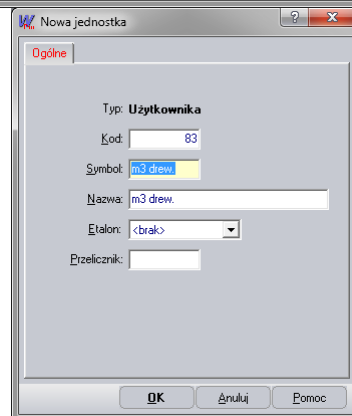 Nowa jednostka
Ogólne
Typ: Użytkownika
Kod: 83
Symbol: m3 drew.
Nazwa: m3 drew.
Etalon: <brak>
Przelicznik:
OK Anuluj Pomoc